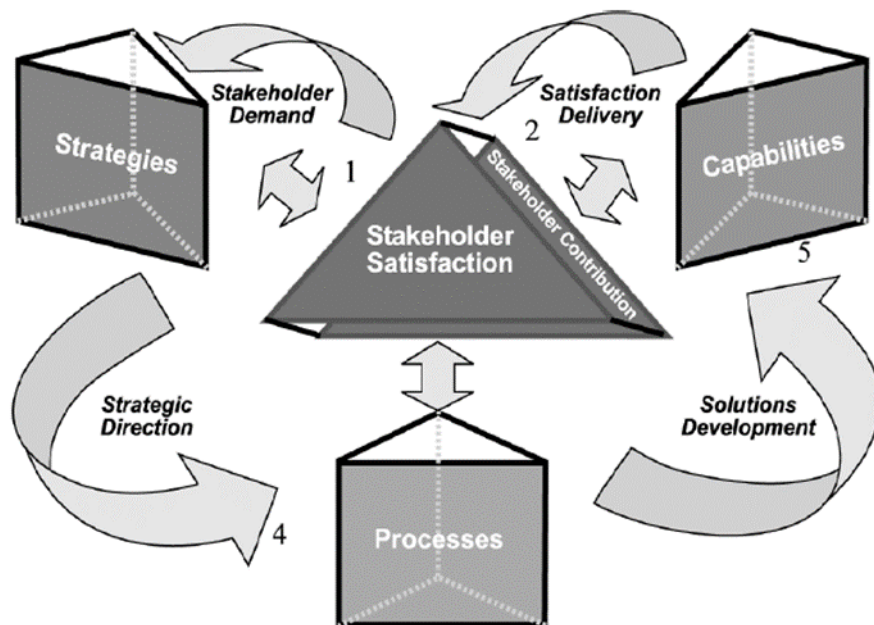 Stakeholder
Demand
Satisfaction
Delivery
2
Strategies
1
Capabilities
Stakeholder
Satisfaction
Stakeholder Contribution
5
Strategic
Direction
Solutions
Development
4
Processes